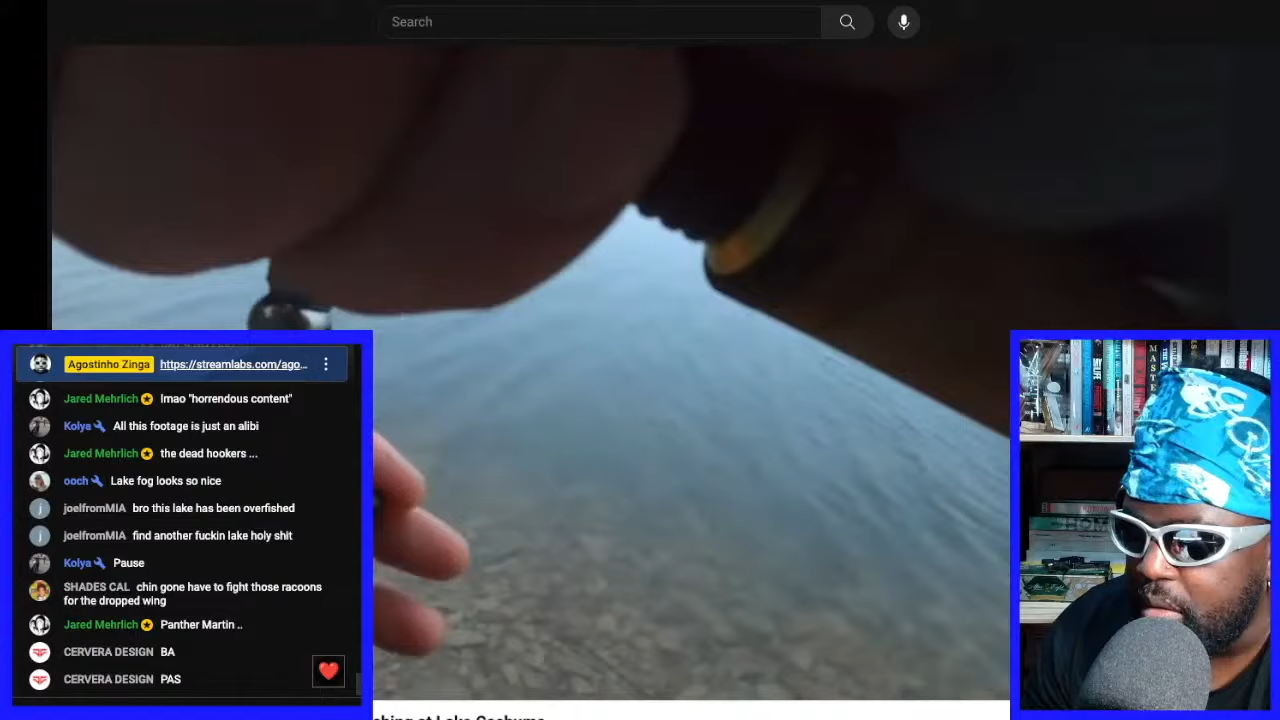 Search
Agostinho Zinga https://streamlabs.com/ago...
Jared Mehrlich lmao "horrendous content"
Kolya All this footage is just an alibi
Jared Mehrlich the dead hookers ...
ooch Lake fog looks so nice
joelfromMIA bro this lake has been overfished
joelfromMIA find another fuckin lake holy shit
Kolya Pause
SHADES CAL chin gone have to fight those racoons
for the dropped wing
Jared Mehrlich Panther Martin ..
CERVERA DESIGN BA
CERVERA DESIGN PAS